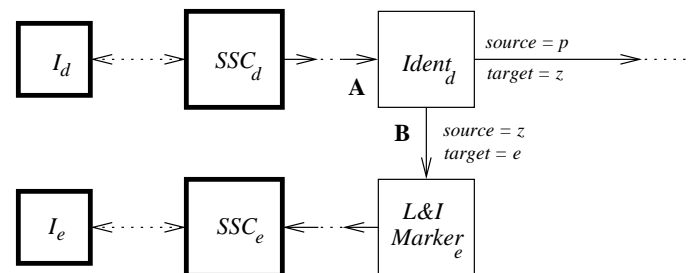 I_d
SSC_d
A
Ident_d
source = p
target = z
B
source = z
target = e
I_e
SSC_e
L&I
Marker_e